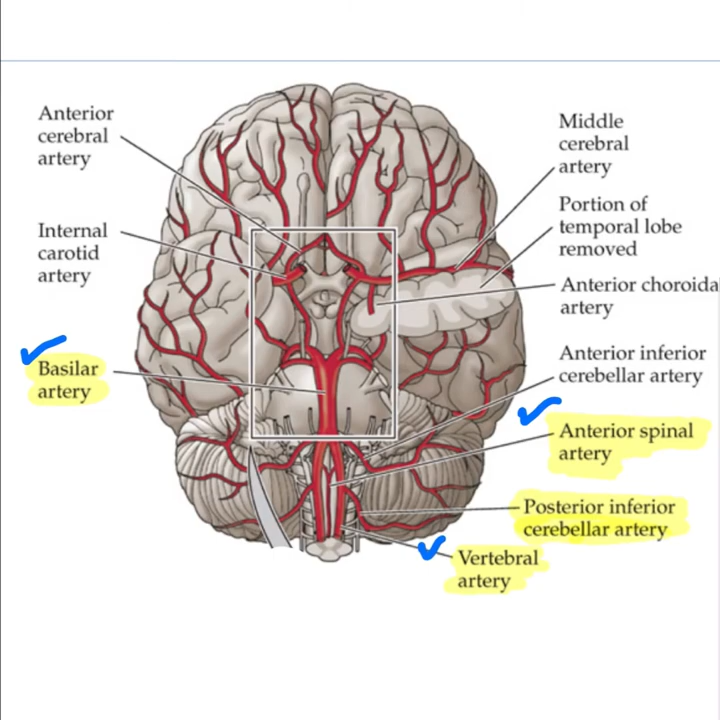 Anterior
cerebral
artery
Internal
carotid
artery
Basilar
artery
Middle
cerebral
artery
Portion of
temporal lobe
removed
Anterior choroida
artery
Anterior inferior
cerebellar artery
Anterior spinal
artery
Posterior inferior
cerebellar artery
Vertebral
artery